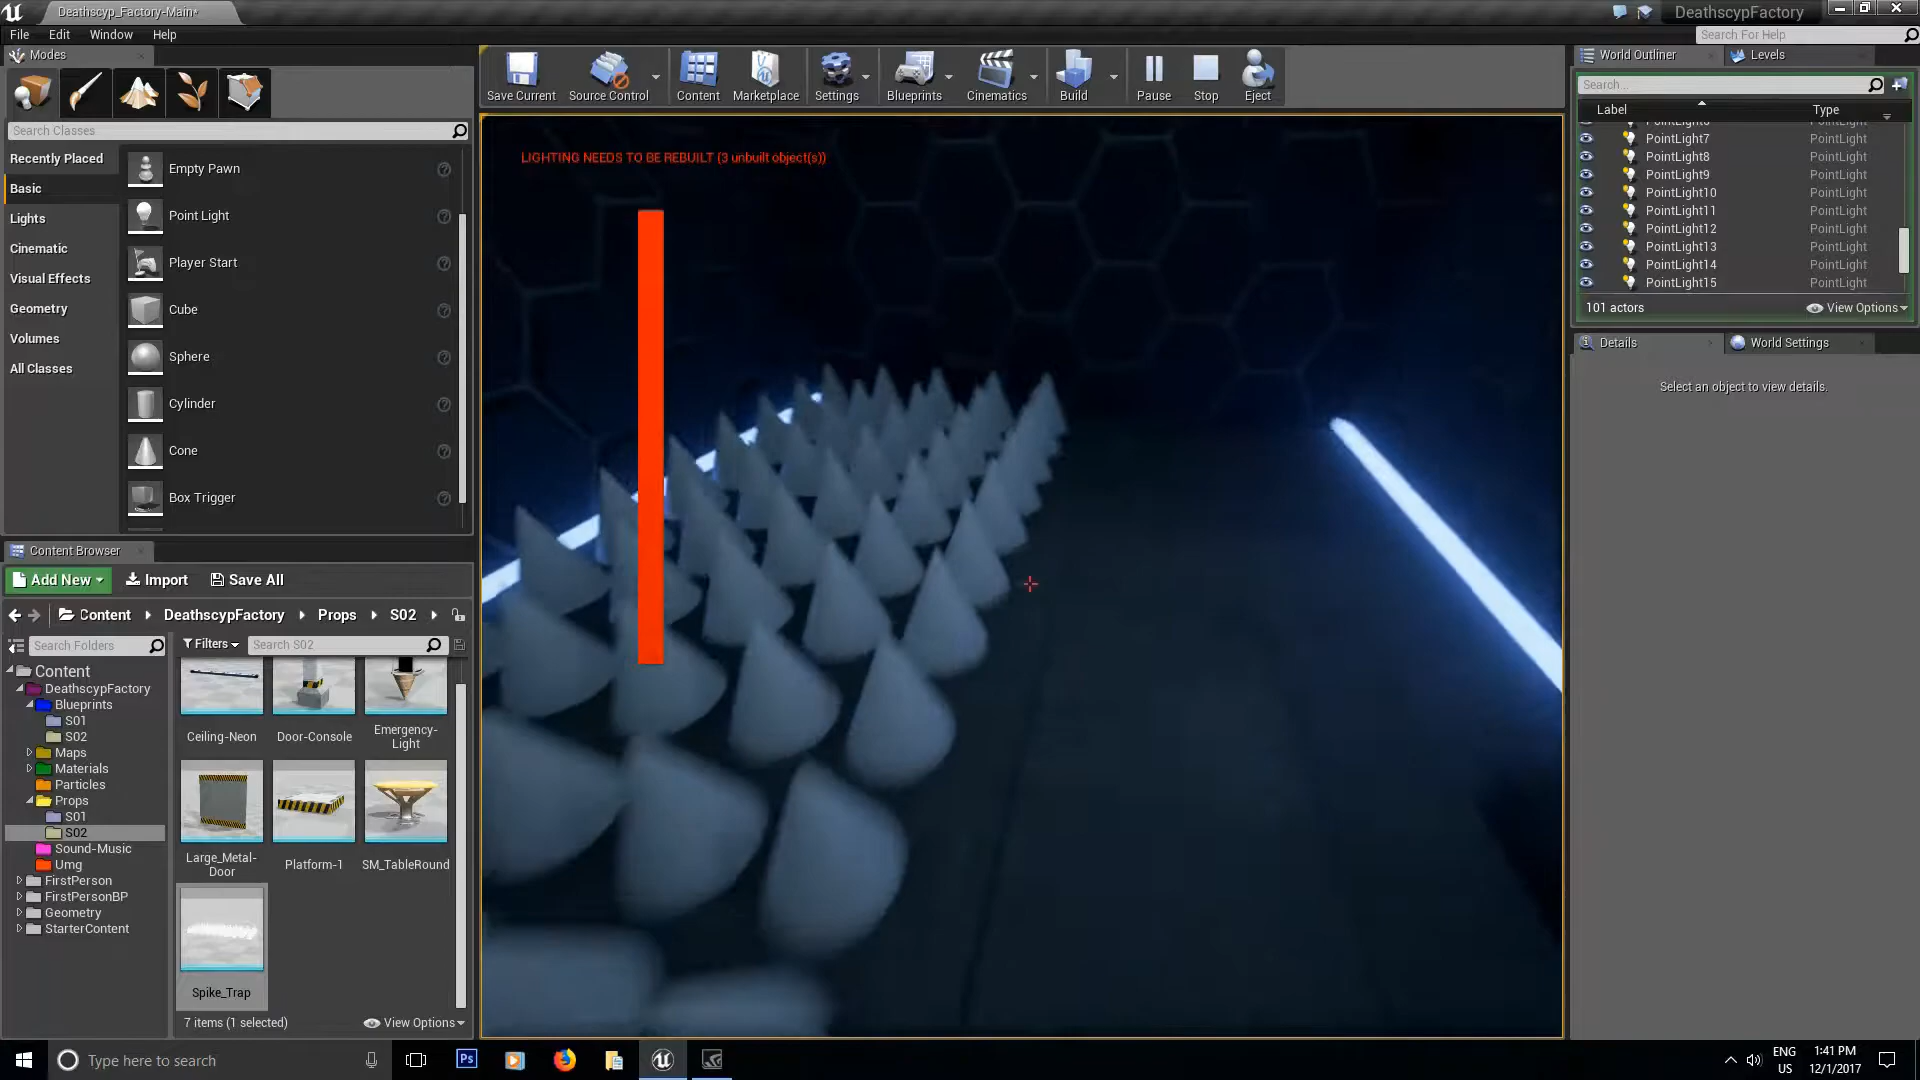 Deathscyp_Factory-Main*
DeathscypFactory
File Edit Window Help
Search For Help
Modes
Save Current
Source Control
Content
Marketplace
Settings
Blueprints
Cinematics
Build
Pause
Stop
Eject
World Outliner
Levels
Search...
Label
Type
PointLight7 PointLight
PointLight8 PointLight
PointLight9 PointLight
PointLight10 PointLight
PointLight11 PointLight
PointLight12 PointLight
PointLight13 PointLight
PointLight14 PointLight
PointLight15 PointLight
101 actors
View Options
Details
World Settings
Select an object to view details.
Search Classes
Recently Placed
Basic
Lights
Cinematic
Visual Effects
Geometry
Volumes
All Classes
Empty Pawn
Point Light
Player Start
Cube
Sphere
Cylinder
Cone
Box Trigger
LIGHTING NEEDS TO BE REBUILT (3 unbuilt object(s))
Content Browser
Add New
Import
Save All
Content
DeathscypFactory
Props
S02
Search Folders
Filters
Search S02
Content
DeathscypFactory
Blueprints
S01
S02
Maps
Materials
Particles
Props
S01
S02
Sound-Music
Umg
FirstPerson
FirstPersonBP
Geometry
StarterContent
Ceiling-Neon
Door-Console
Emergency-
Light
Large_Metal-
Door
Platform-1
SM_TableRound
Spike_Trap
7 items (1 selected)
View Options
Type here to search
Ps
ENG
US
1:41 PM
12/1/2017